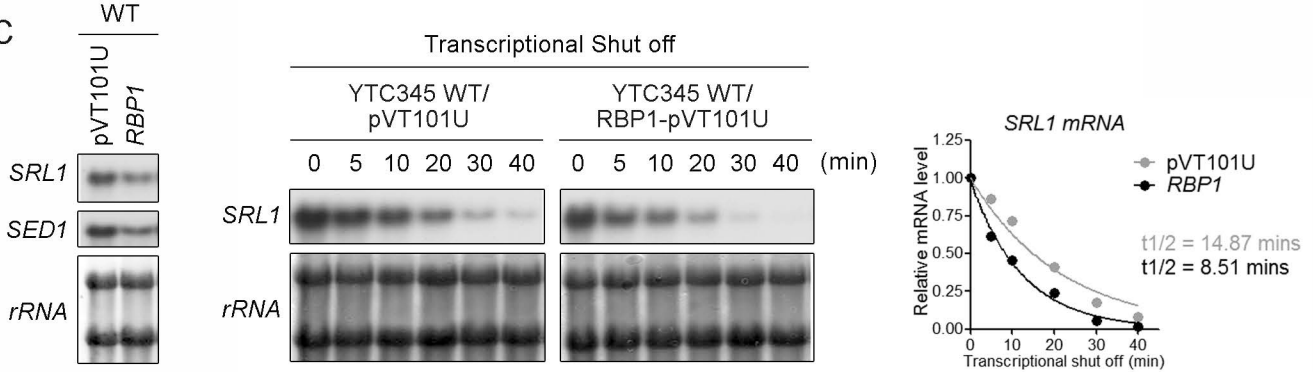 C
WT
pVT101U
RBP1
SRL1
SED1
rRNA
Transcriptional Shut off
YTC345 WT/
pVT101U
YTC345 WT/
RBP1-pVT101U
0 5 10 20 30 40 0 5 10 20 30 40 (min)
SRL1
rRNA
SRL1 mRNA
Relative mRNA level
1.25
1.00
0.75
0.50
0.25
0.00
0 10 20 30 40
Transcriptional shut off (min)
pVT101U
RBP1
t1/2 = 14.87 mins
t1/2 = 8.51 mins